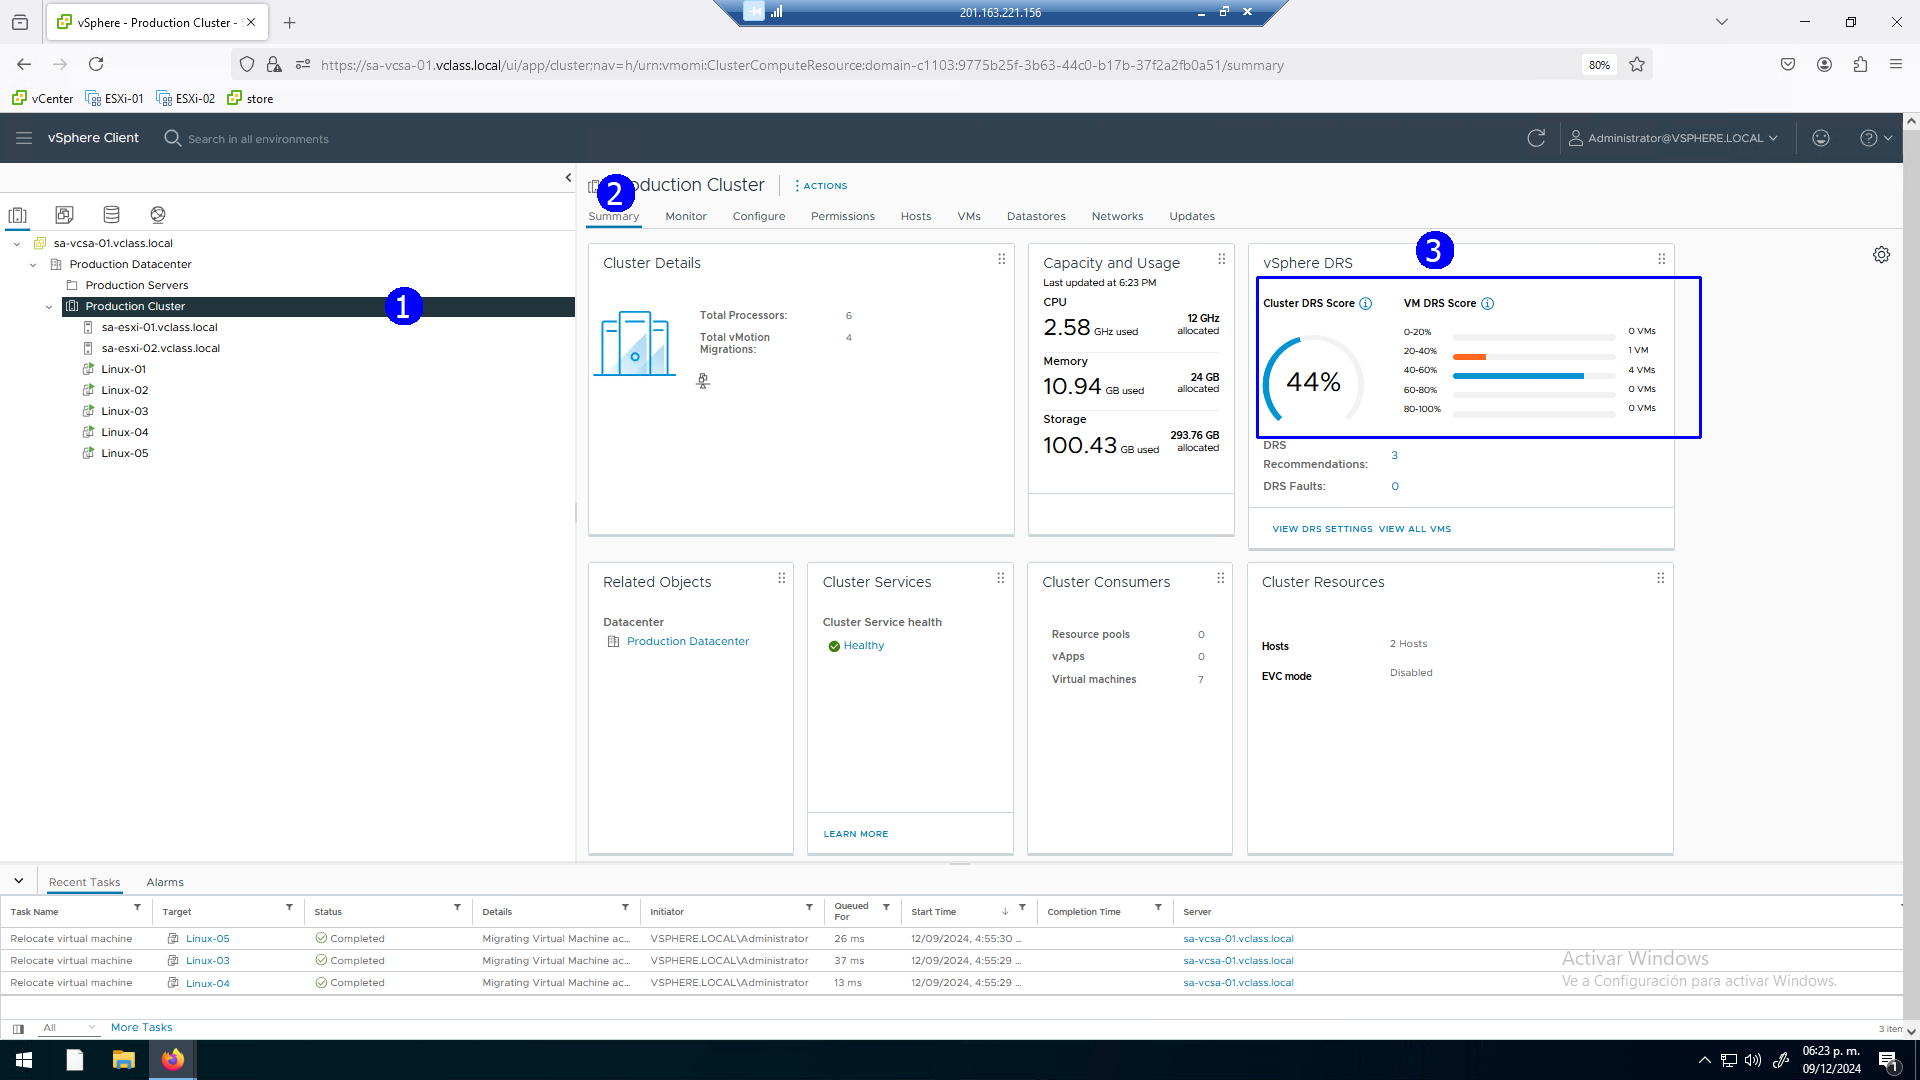 vSphere - Production Cluster -
201.163.221.156
https://sa-vcsa-01.vclass.local/ui/app/cluster;nav=h/urn:vmomi:ClusterComputeResource:domain-c1103:9775b25f-3b63-44c0-b17b-37f2a2fb0a51/summary
80%
vCenter ESXi-01 ESXi-02 store
vSphere Client
Search in all environments
Administrator@VSPHERE.LOCAL
sa-vcsa-01.vclass.local
Production Datacenter
Production Servers
Production Cluster
1
sa-esxi-01.vclass.local
sa-esxi-02.vclass.local
Linux-01
Linux-02
Linux-03
Linux-04
Linux-05
2
oduction Cluster
ACTIONS
Summary Monitor Configure Permissions Hosts VMs Datastores Networks Updates
Cluster Details
Total Processors: 6
Total vMotion
Migrations: 4
Capacity and Usage
Last updated at 6:23 PM
CPU
2.58 GHz used
12 GHz
allocated
Memory
10.94 GB used
24 GB
allocated
Storage
100.43 GB used
293.76 GB
allocated
3
vSphere DRS
Cluster DRS Score
44%
VM DRS Score
0-20% 0 VMs
20-40% 1 VM
40-60% 4 VMs
60-80% 0 VMs
80-100% 0 VMs
DRS
Recommendations: 3
DRS Faults: 0
VIEW DRS SETTINGS VIEW ALL VMS
Related Objects
Datacenter
Production Datacenter
Cluster Services
Cluster Service health
Healthy
LEARN MORE
Cluster Consumers
Resource pools 0
vApps 0
Virtual machines 7
Cluster Resources
Hosts 2 Hosts
EVC mode Disabled
Recent Tasks Alarms
Task Name Target Status Details Initiator Queued For Start Time Completion Time Server
Relocate virtual machine Linux-05 Completed Migrating Virtual Machine ac... VSPHERE.LOCAL\Administrator 26 ms 12/09/2024, 4:55:30 ... sa-vcsa-01.vclass.local
Relocate virtual machine Linux-03 Completed Migrating Virtual Machine ac... VSPHERE.LOCAL\Administrator 37 ms 12/09/2024, 4:55:29 ... sa-vcsa-01.vclass.local
Relocate virtual machine Linux-04 Completed Migrating Virtual Machine ac... VSPHERE.LOCAL\Administrator 13 ms 12/09/2024, 4:55:29 ... sa-vcsa-01.vclass.local
Activar Windows
Ve a Configuración para activar Windows.
All More Tasks
3 item
06:23 p. m.
09/12/2024
1